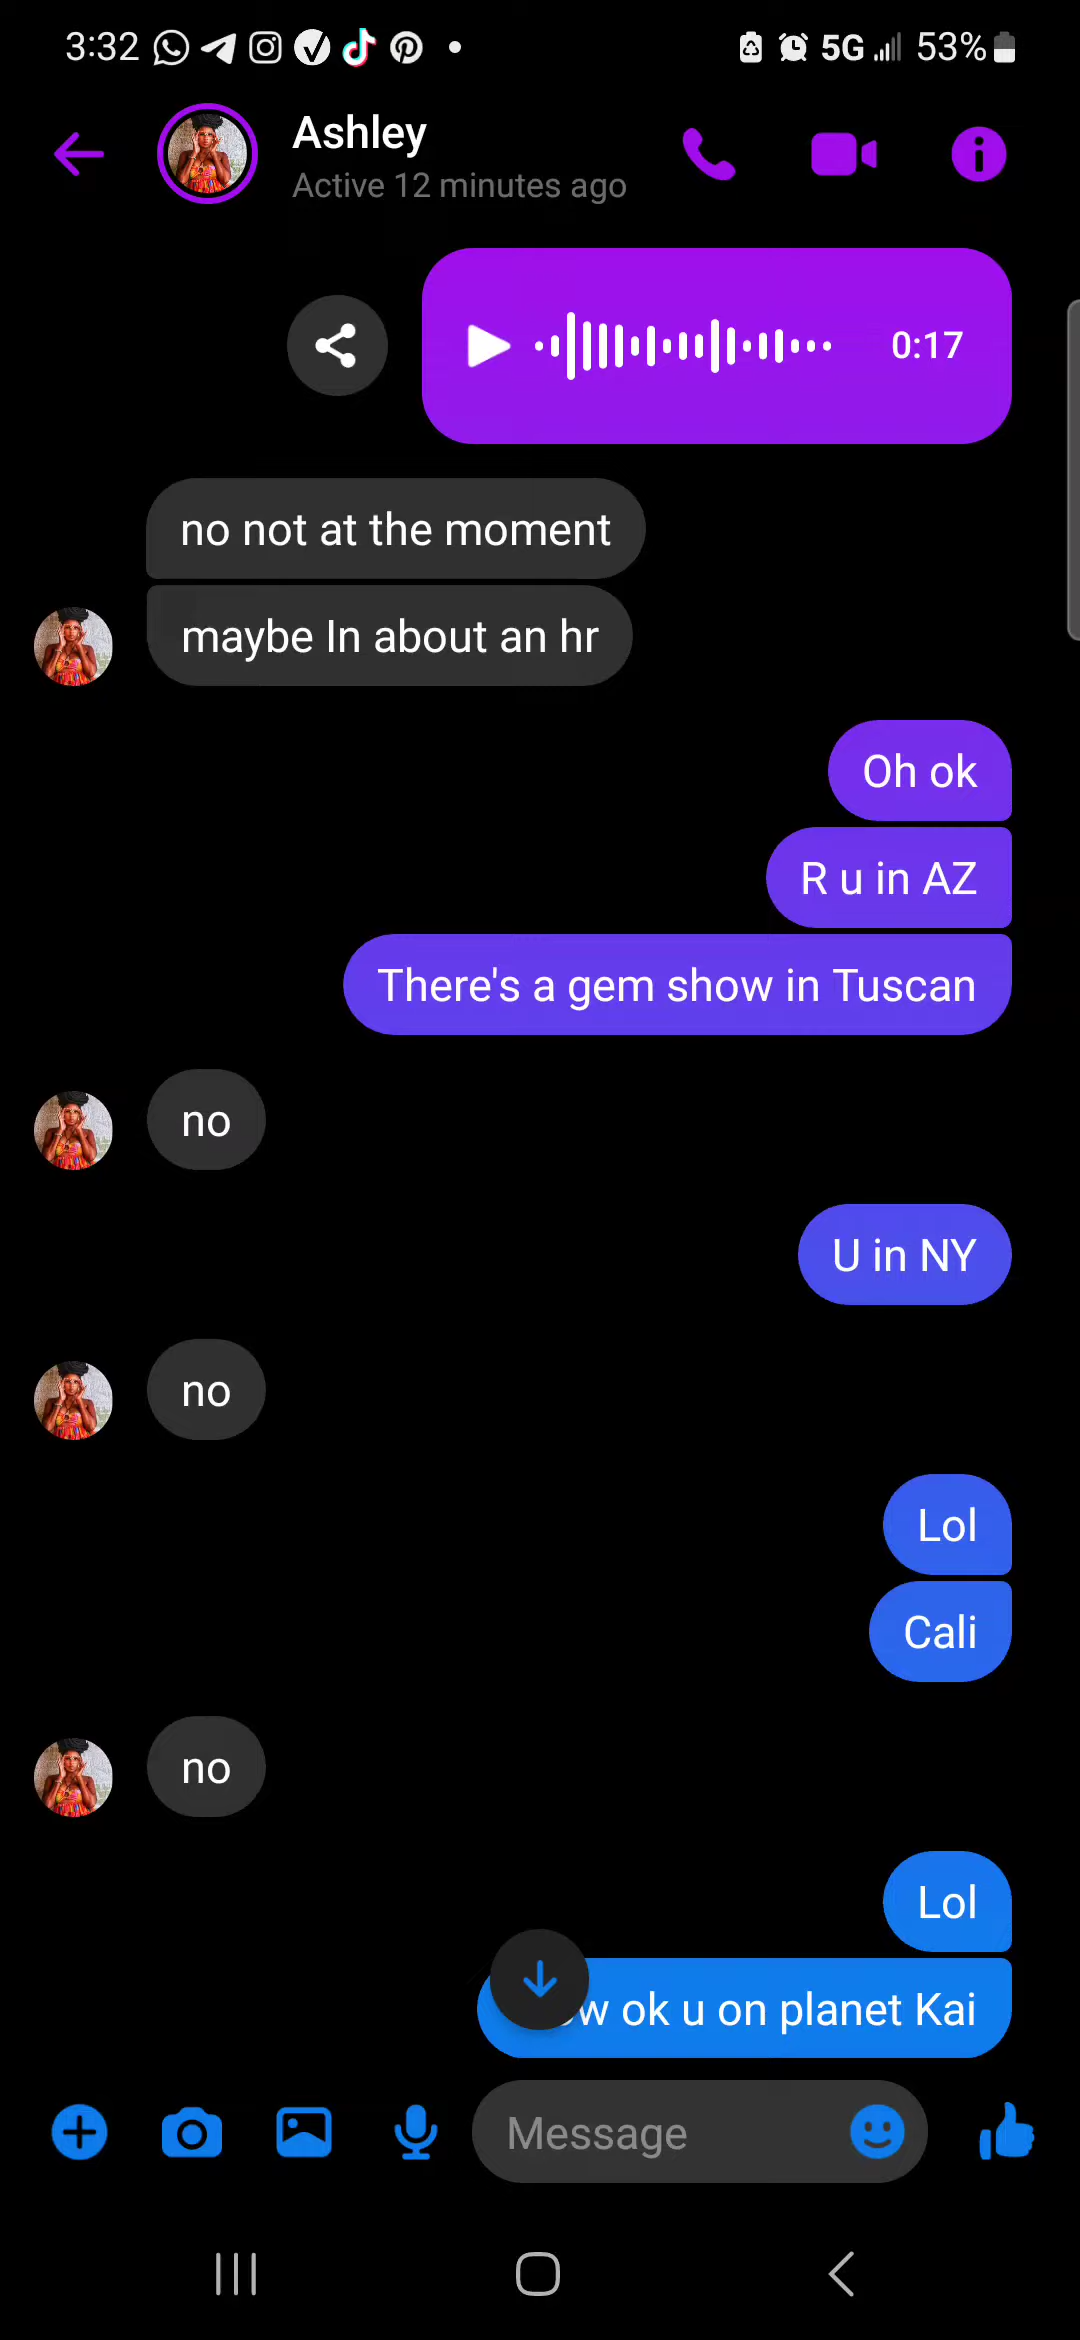 3:32
5G
53%
Ashley
Active 12 minutes ago
0:17
no not at the moment
maybe In about an hr
Oh ok
R u in AZ
There's a gem show in Tuscan
no
U in NY
no
Lol
Cali
no
Lol
ok u on planet Kai
Message